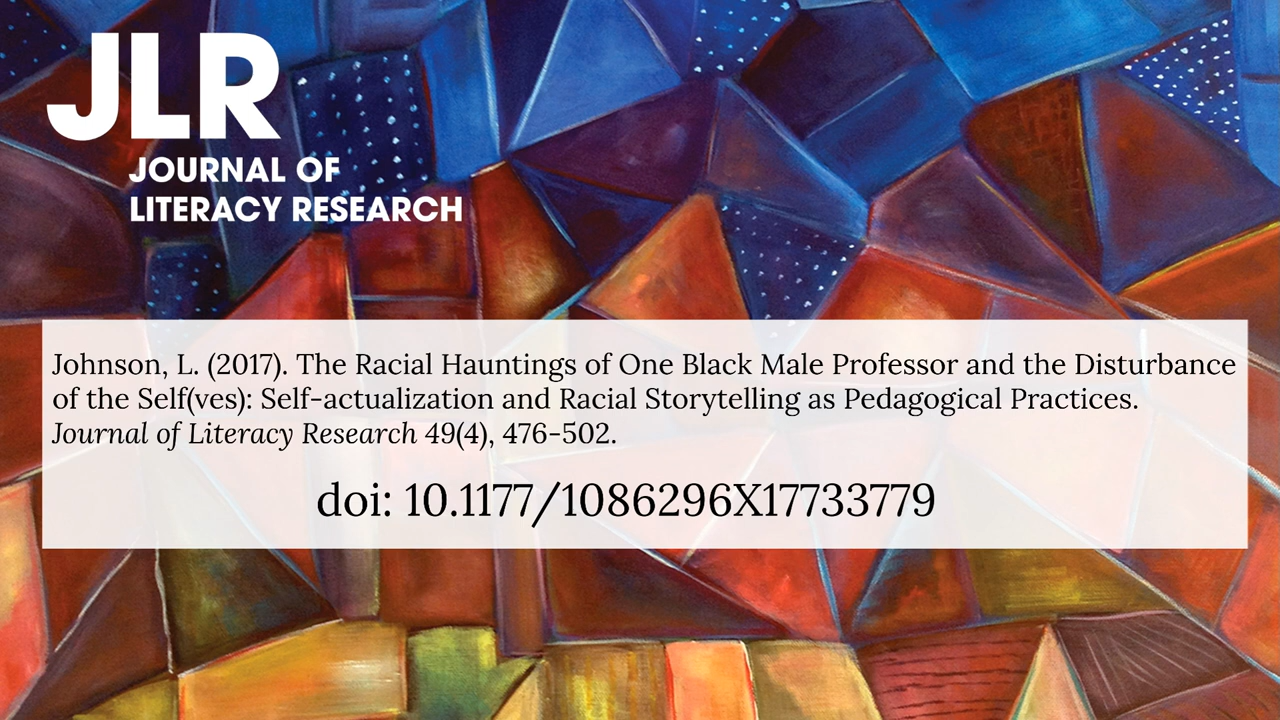 JLR
JOURNAL OF
LITERACY RESEARCH
Johnson, L. (2017). The Racial Hauntings of One Black Male Professor and the Disturbance
of the Self(ves): Self-actualization and Racial Storytelling as Pedagogical Practices.
Journal of Literacy Research 49(4), 476-502.
doi: 10.1177/1086296X17733779